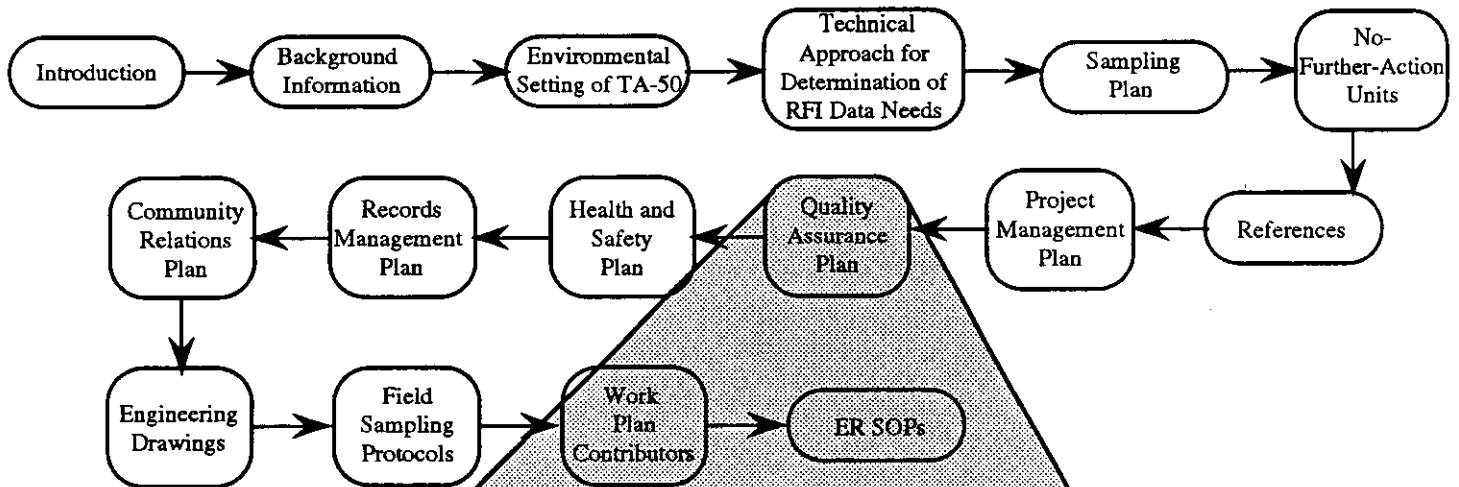 Introduction
Background
Information
Environmental
Setting of TA-50
Technical
Approach for
Determination of
RFI Data Needs
Sampling
Plan
No-
Further-Action
Units
References
Project
Management
Plan
Quality
Assurance
Plan
Health and
Safety
Plan
Records
Management
Plan
Community
Relations
Plan
Engineering
Drawings
Field
Sampling
Protocols
Work
Plan
Contributors
ER SOPs